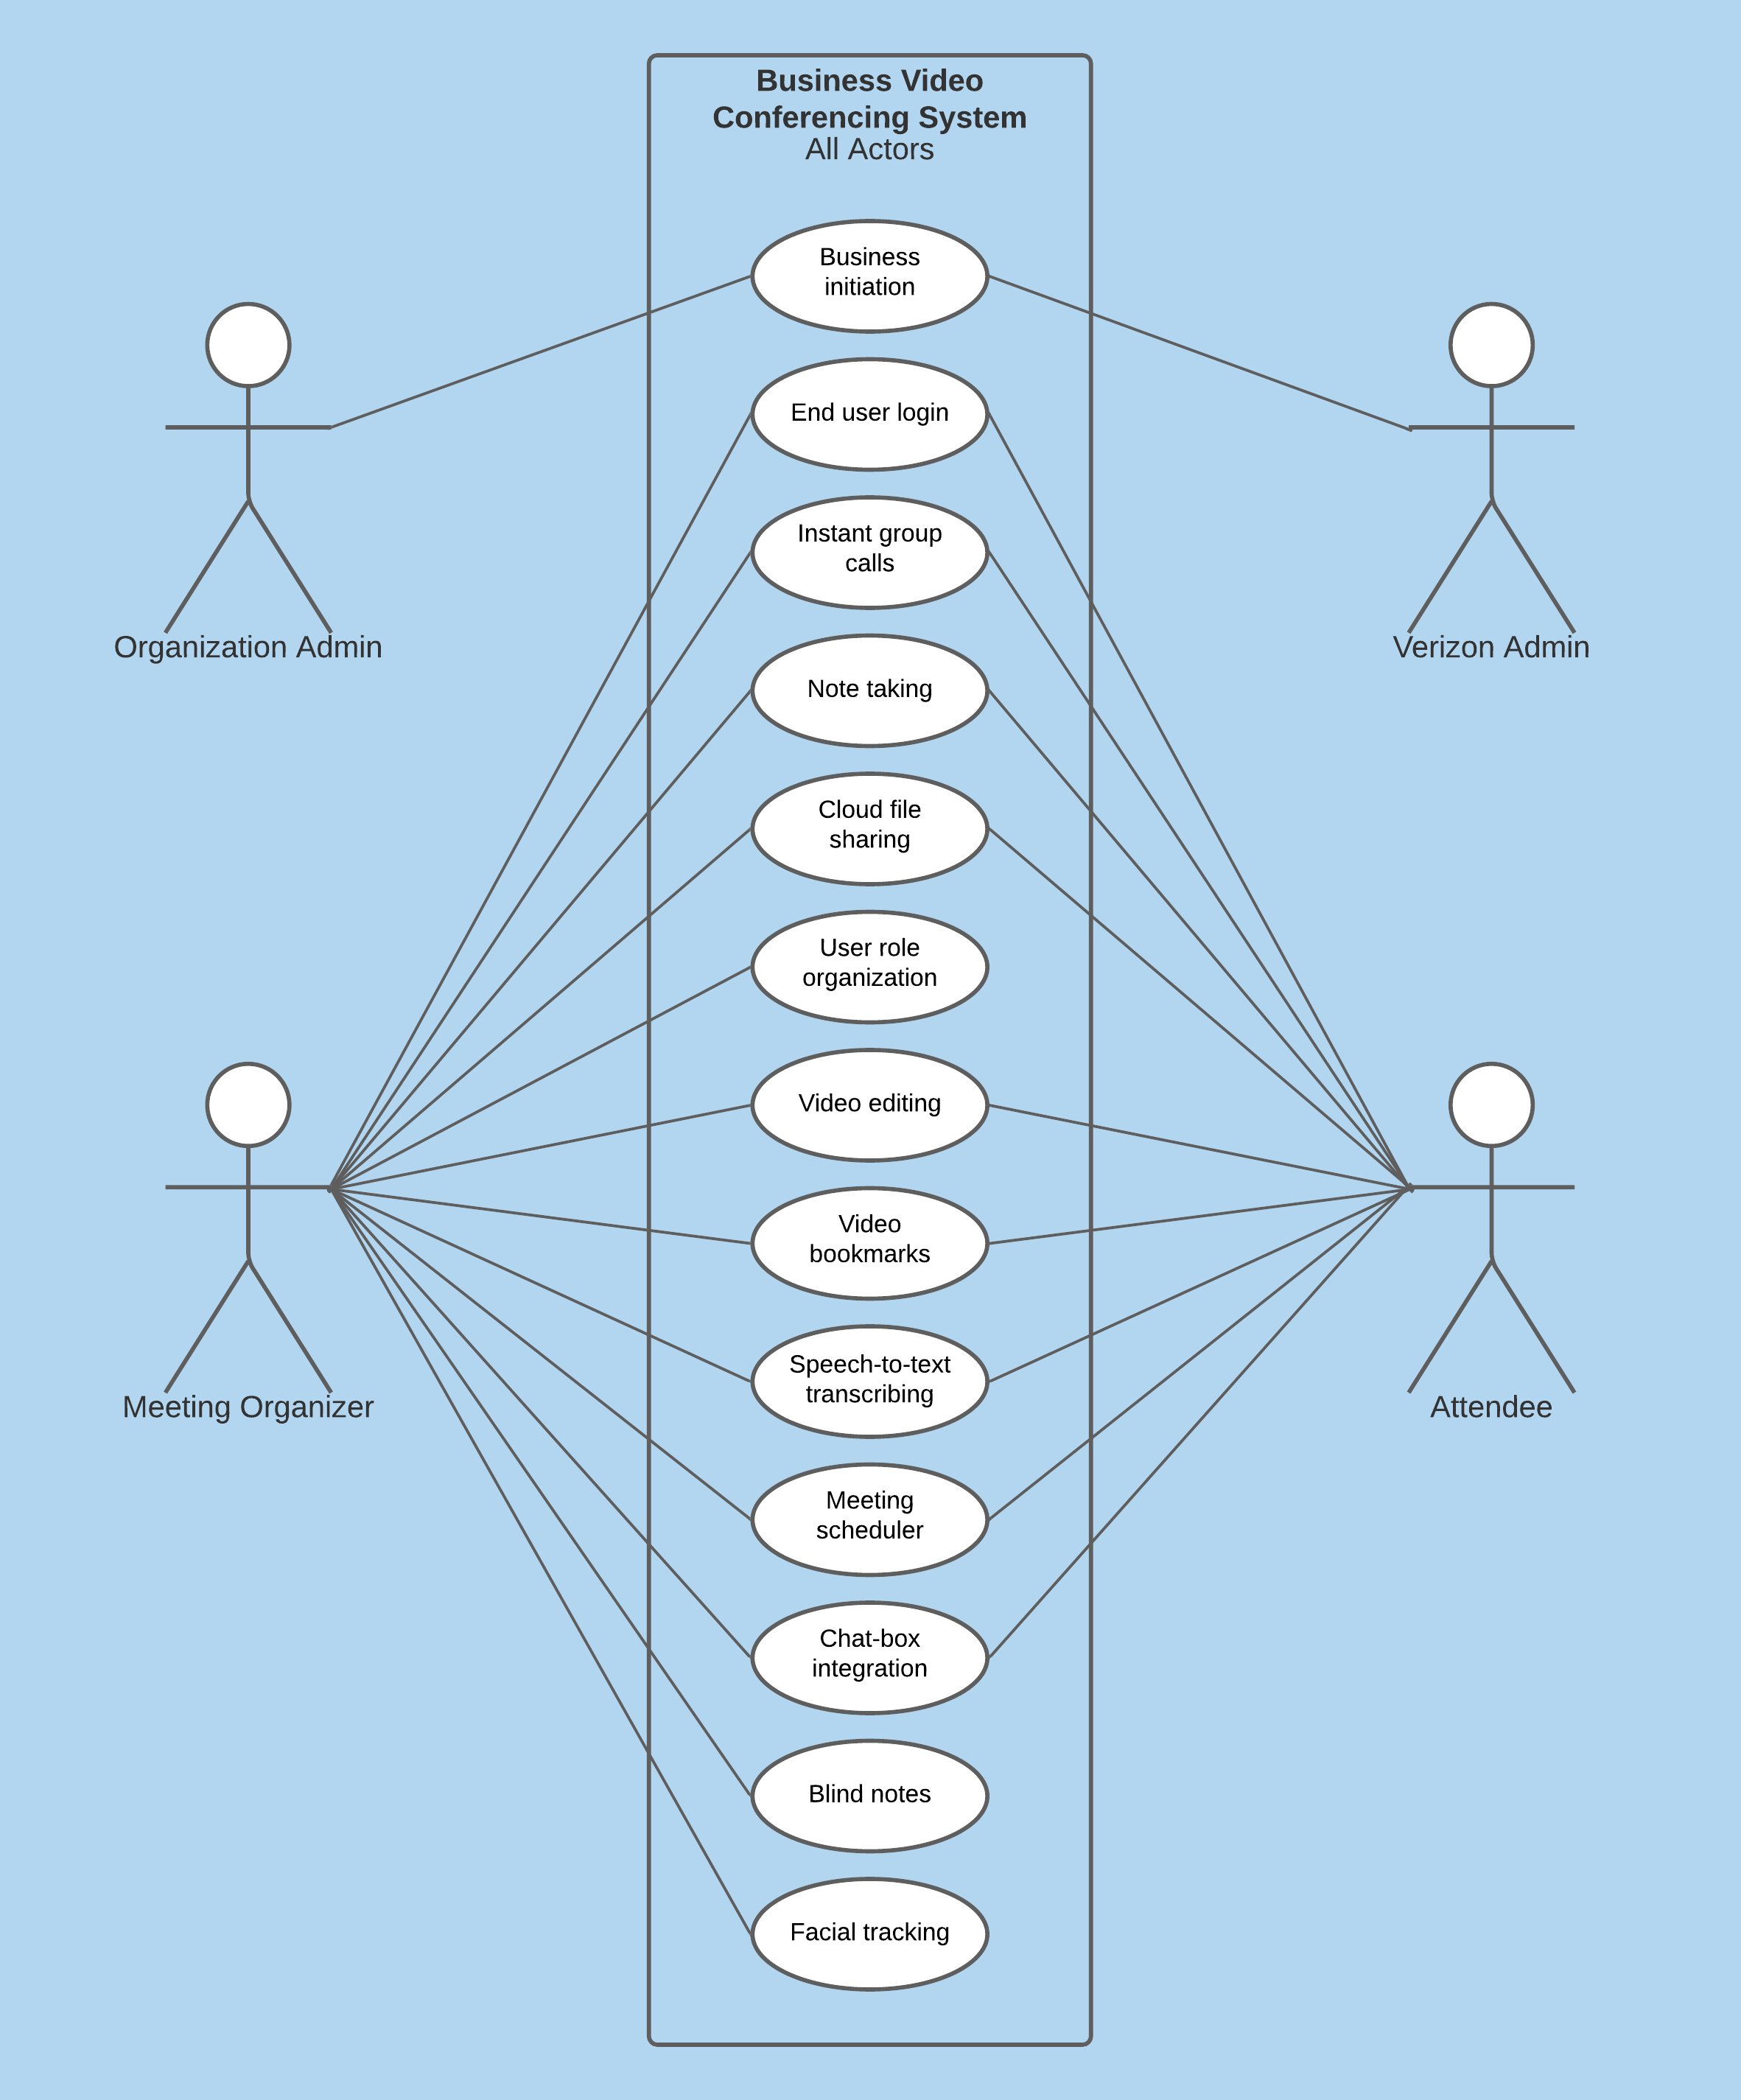 Business Video
Conferencing System
All Actors
Business
initiation
End user login
Instant group
calls
Organization Admin
Verizon Admin
Note taking
Cloud file
sharing
User role
organization
Video editing
Video
bookmarks
Speech-to-text
transcribing
Meeting Organizer
Attendee
Meeting
scheduler
Chat-box
integration
Blind notes
Facial tracking